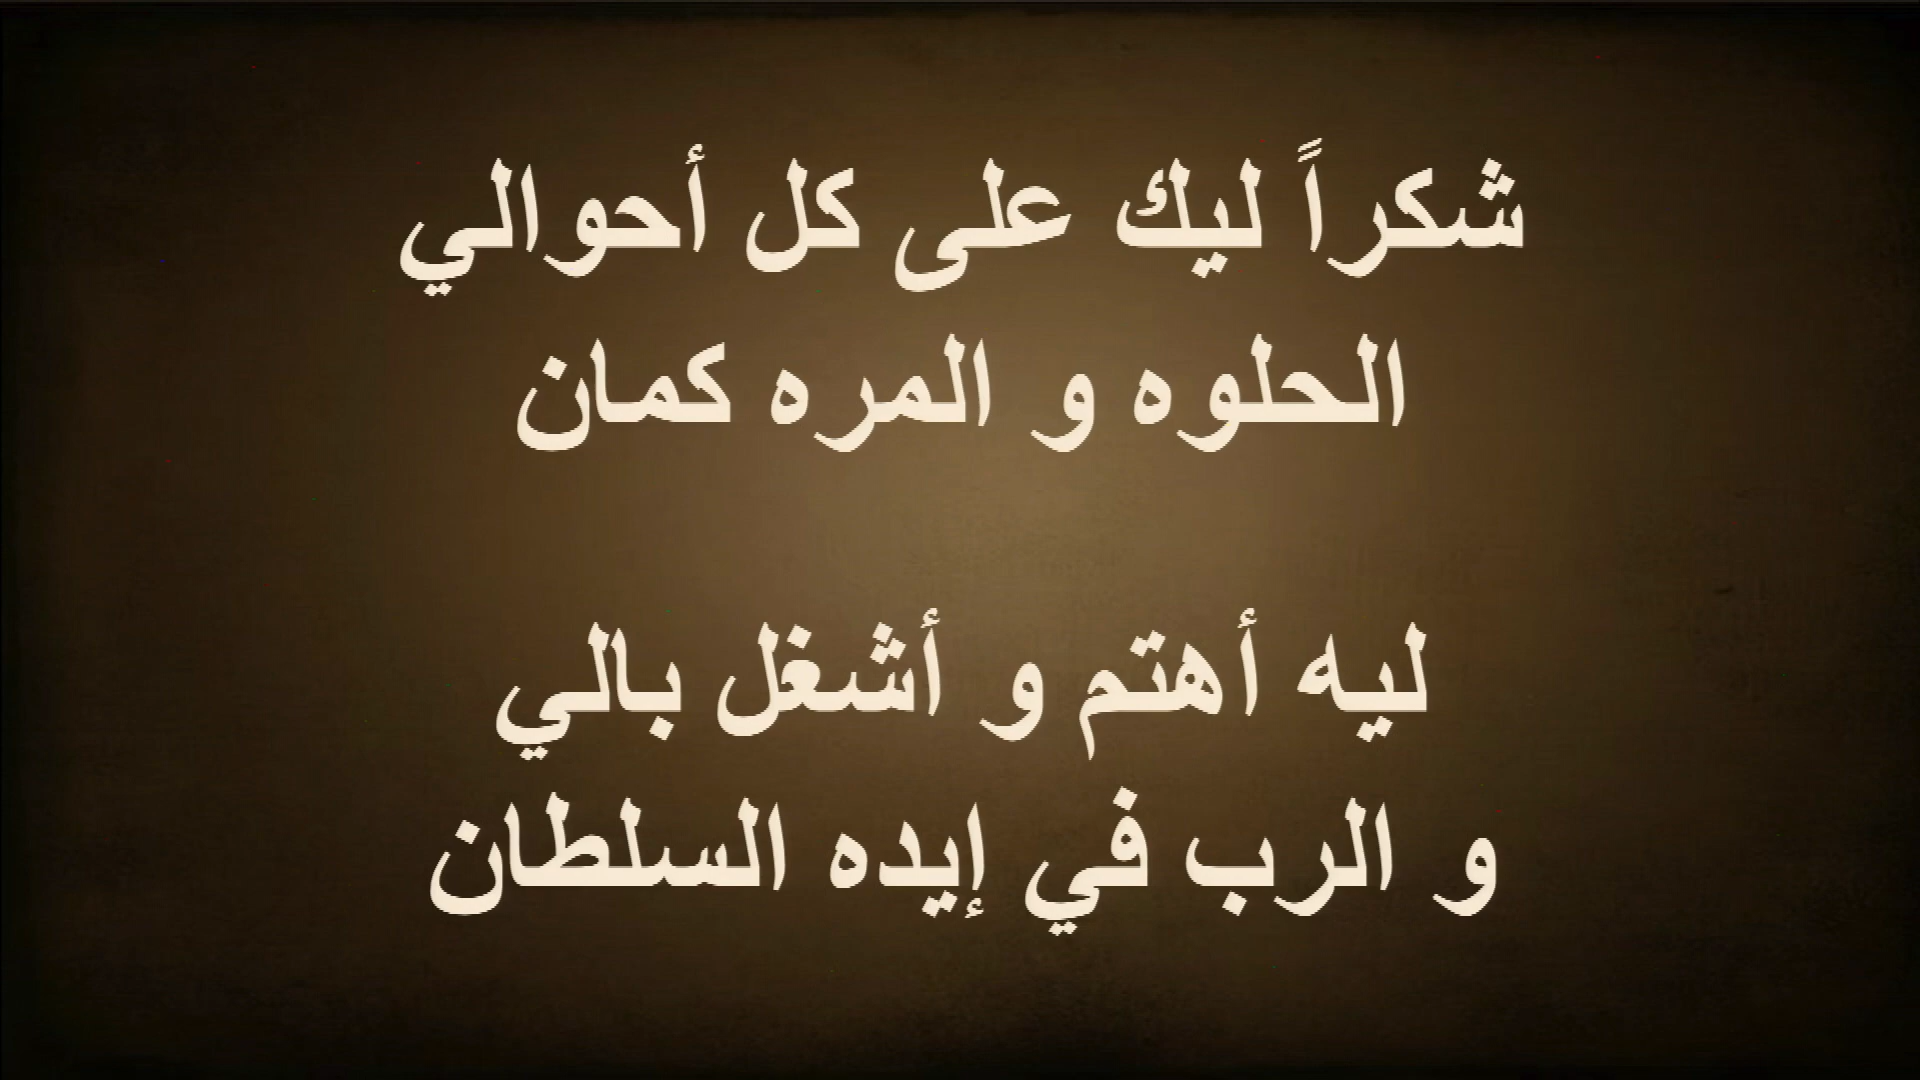 شكراً ليك على كل أحوالي
الحلوه و المره كمان
ليه أهتم و أشغل بالي
و الرب في إيده السلطان